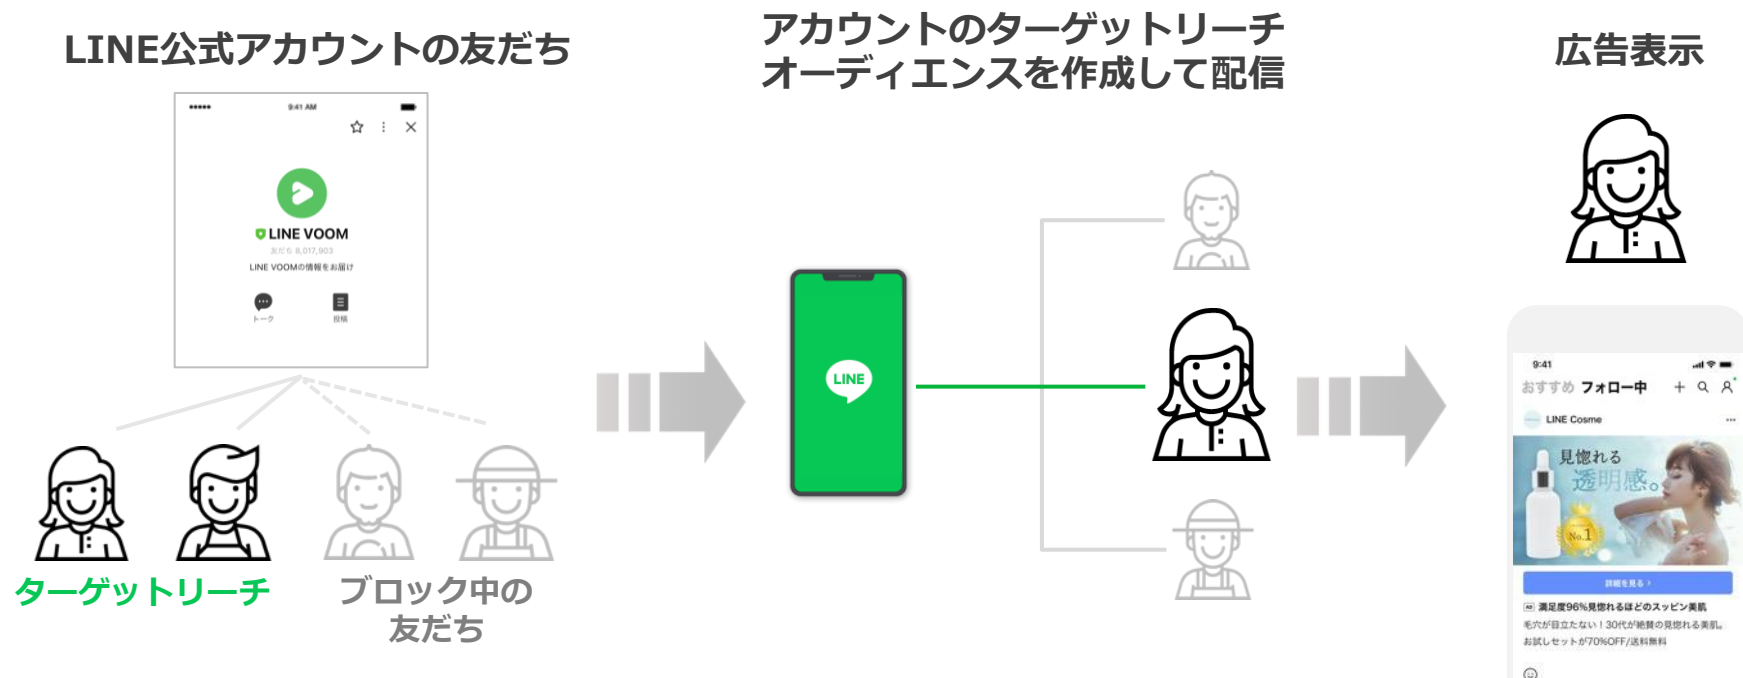 LINE公式アカウントの友だち
9:41 AM
LINE VOOM
友だち 8,017,903
LINE VOOMの情報をお届け
トーク
投稿
ターゲットリーチ
ブロック中の
友だち
アカウントのターゲットリーチ
オーディエンスを作成して配信
LINE
広告表示
9:41
おすすめ フォロー中
LINE Cosme
見惚れる
透明感。
No.1
詳細を見る
AD 満足度96%見惚れるほどのスッピン美肌
毛穴が目立たない！30代が絶賛の見惚れる美肌。
お試しセットが70%OFF/送料無料